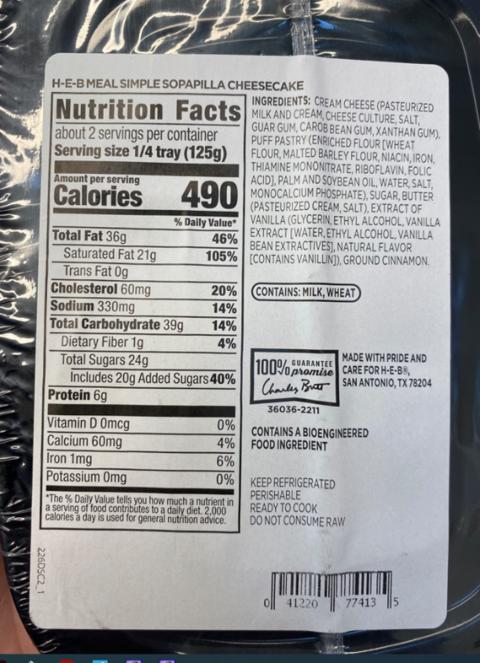 H-E-B MEAL SIMPLE SOPAPILLA CHEESECAKE
Nutrition Facts
about 2 servings per container
Serving size 1/4 tray (125g)
Amount per serving
Calories 490
% Daily Value*
Total Fat 36g 46%
Saturated Fat 21g 105%
Trans Fat 0g
Cholesterol 60mg 20%
Sodium 330mg 14%
Total Carbohydrate 39g 14%
Dietary Fiber 1g 4%
Total Sugars 24g
Includes 20g Added Sugars 40%
Protein 6g
Vitamin D 0mcg 0%
Calcium 60mg 4%
Iron 1mg 6%
Potassium 0mg 0%
*The % Daily Value tells you how much a nutrient in
a serving of food contributes to a daily diet. 2,000
calories a day is used for general nutrition advice.
INGREDIENTS: CREAM CHEESE (PASTEURIZED
MILK AND CREAM, CHEESE CULTURE, SALT,
GUAR GUM, CAROB BEAN GUM, XANTHAN GUM),
PUFF PASTRY (ENRICHED FLOUR [WHEAT
FLOUR, MALTED BARLEY FLOUR, NIACIN, IRON,
THIAMINE MONONITRATE, RIBOFLAVIN, FOLIC
ACID], PALM AND SOYBEAN OIL, WATER, SALT,
MONOCALCIUM PHOSPHATE), SUGAR, BUTTER
(PASTEURIZED CREAM, SALT), EXTRACT OF
VANILLA (GLYCERIN, ETHYL ALCOHOL, VANILLA
EXTRACT [WATER, ETHYL ALCOHOL, VANILLA
BEAN EXTRACTIVES], NATURAL FLAVOR
[CONTAINS VANILLIN]), GROUND CINNAMON.
CONTAINS: MILK, WHEAT
100% GUARANTEE
promise
Charles Butt
36036-2211
MADE WITH PRIDE AND
CARE FOR H-E-B®,
SAN ANTONIO, TX 78204
CONTAINS A BIOENGINEERED
FOOD INGREDIENT
KEEP REFRIGERATED
PERISHABLE
READY TO COOK
DO NOT CONSUME RAW
226DSC2_1
0 41220 77413 5